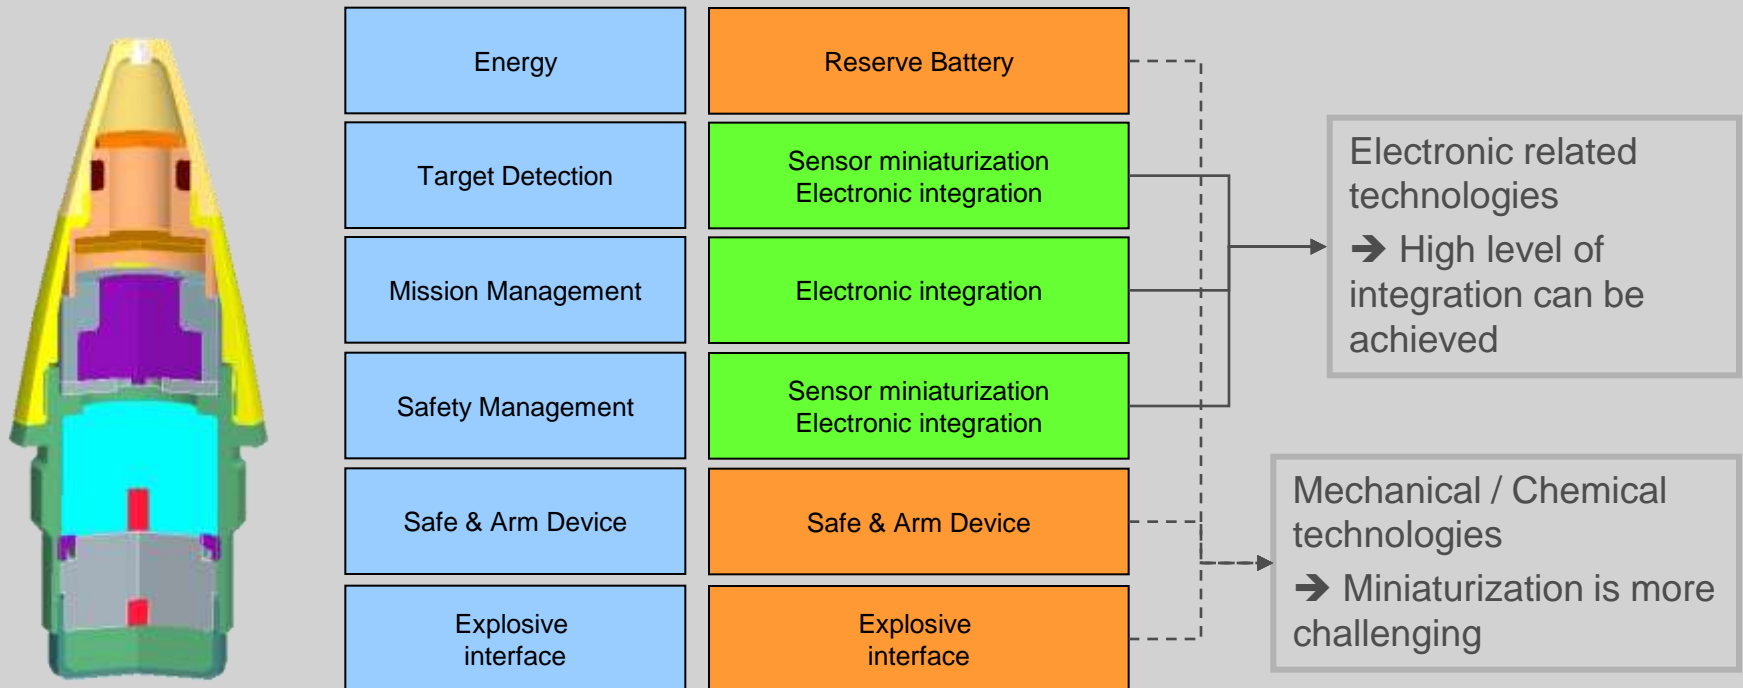 Energy
Reserve Battery
Target Detection
Sensor miniaturization
Electronic integration
Mission Management
Electronic integration
Safety Management
Sensor miniaturization
Electronic integration
Safe & Arm Device
Safe & Arm Device
Explosive
interface
Explosive
interface
Electronic related
technologies
➔ High level of
integration can be
achieved
Mechanical / Chemical
technologies
➔ Miniaturization is more
challenging